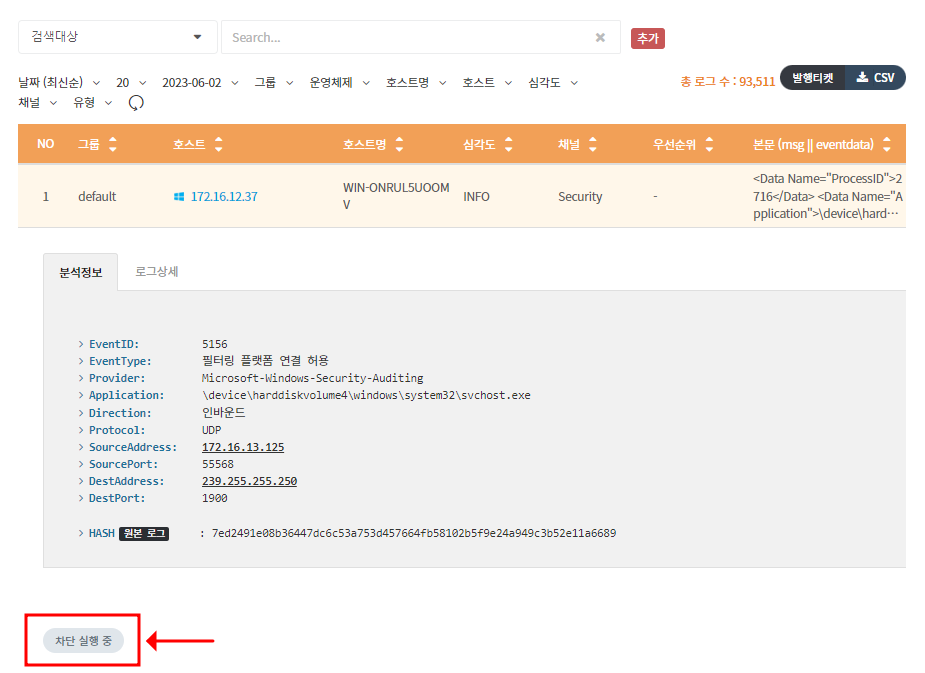 검색대상 Search... 추가
날짜 (최신순) 20 2023-06-02 그룹 운영체제 호스트명 호스트 심각도 총 로그 수 : 93,511 발행티켓 CSV
채널 유형
NO 그룹 호스트 호스트명 심각도 채널 우선순위 본문 (msg || eventdata)
1 default 172.16.12.37 WIN-ONRUL5UOOM
V INFO Security - <Data Name="ProcessID">2
716</Data> <Data Name="A
pplication">\device\hard…
분석정보 로그상세
EventID: 5156
EventType: 필터링 플랫폼 연결 허용
Provider: Microsoft-Windows-Security-Auditing
Application: \device\harddiskvolume4\windows\system32\svchost.exe
Direction: 인바운드
Protocol: UDP
SourceAddress: 172.16.13.125
SourcePort: 55568
DestAddress: 239.255.255.250
DestPort: 1900
HASH 원본 로그 : 7ed2491e08b36447dc6c53a753d457664fb58102b5f9e24a949c3b52e11a6689
차단 실행 중